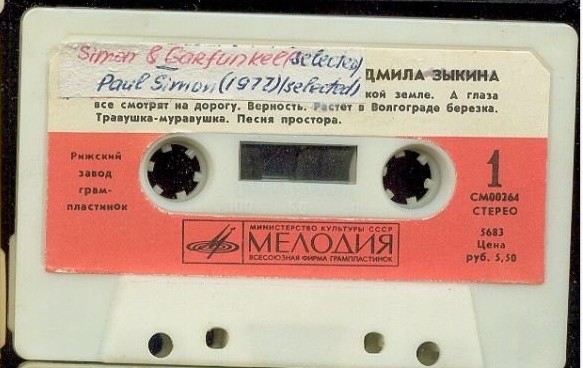 Simon & Garfunkel (selected)
Paul Simon (1977) (selected)
ДМИЛА ЗЫКИНА
кой земле. А глаза
все смотрят на дорогу. Верность. Растет в Волгограде березка.
Травушка-муравушка. Песня простора.
Рижский
завод
грам-
пластинок
1
СМ00264
СТЕРЕО
5683
Цена
руб. 5,50
МИНИСТЕРСТВО КУЛЬТУРЫ СССР
МЕЛОДИЯ
ВСЕСОЮЗНАЯ ФИРМА ГРАМПЛАСТИНОК